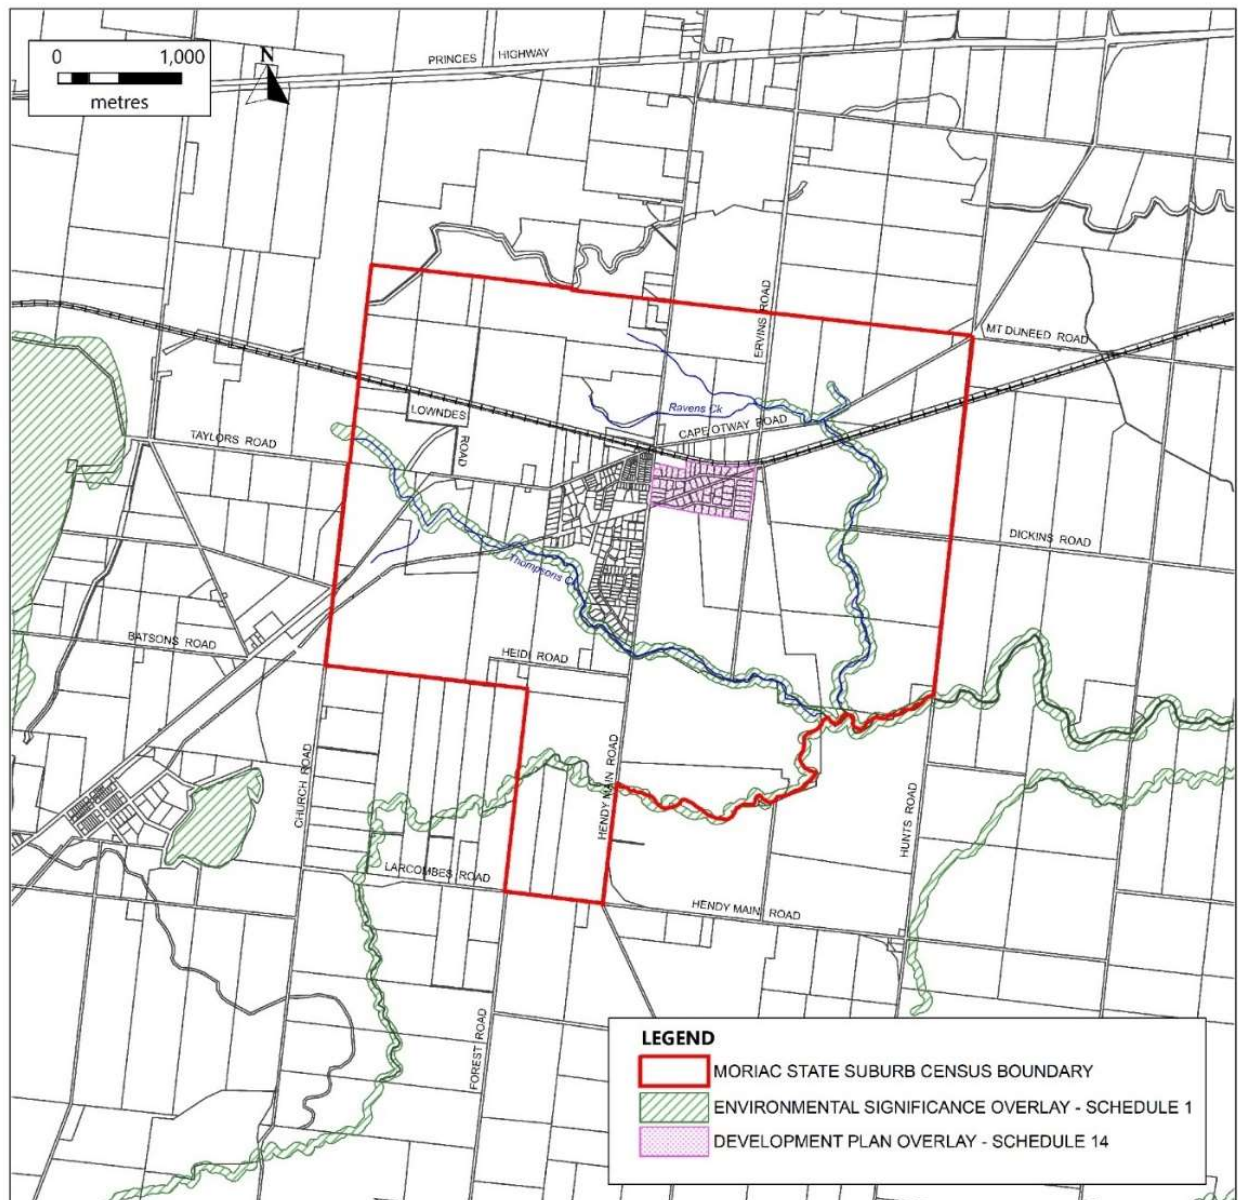 PRINCES HIGHWAY
0 1,000
metres
N
ERVINS ROAD
MT DUNEED ROAD
LOWNDES
ROAD
Ravens Ck
CAPE OTWAY ROAD
TAYLORS ROAD
DICKINS ROAD
Thompsons C
BATSONS ROAD
HEIDI ROAD
CHURCH ROAD
HENDY MAIN ROAD
HUNTS ROAD
LARCOMBES ROAD
HENDY MAIN ROAD
FOREST ROAD
LEGEND
MORIAC STATE SUBURB CENSUS BOUNDARY
ENVIRONMENTAL SIGNIFICANCE OVERLAY - SCHEDULE 1
DEVELOPMENT PLAN OVERLAY - SCHEDULE 14